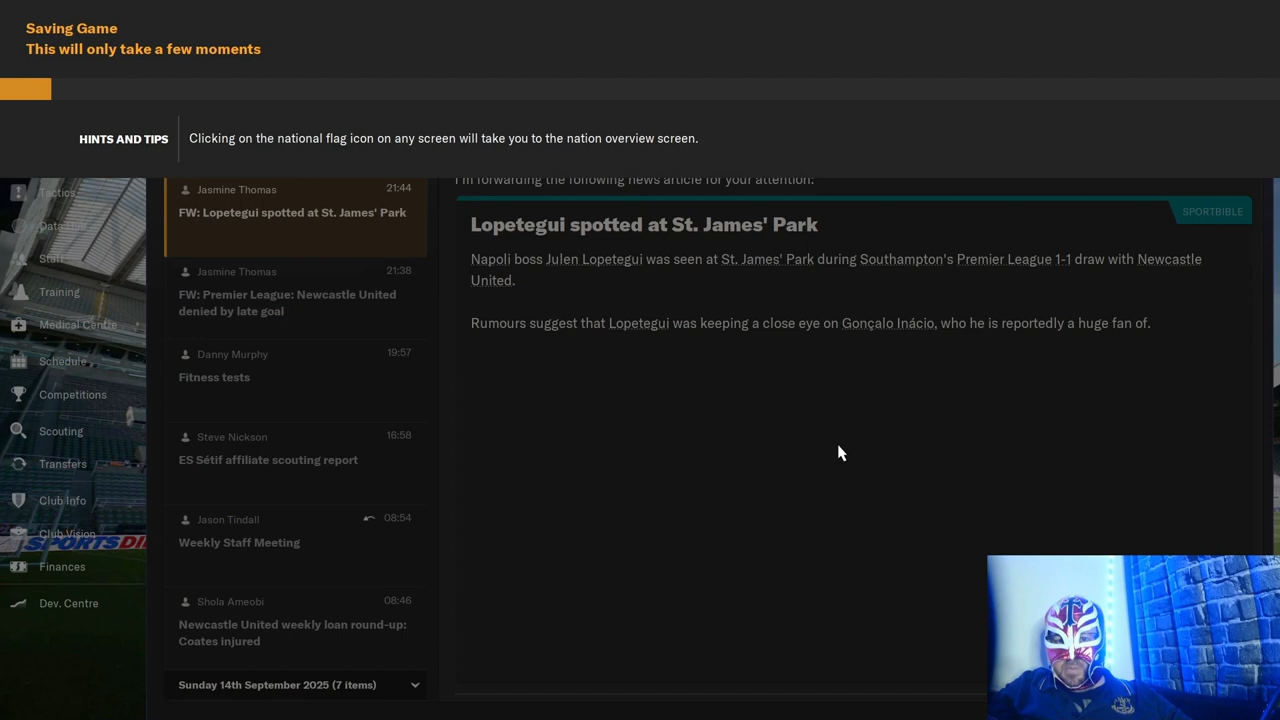 Saving Game
This will only take a few moments
HINTS AND TIPS
Clicking on the national flag icon on any screen will take you to the nation overview screen.
Tactics
Data Hub
Staff
Training
Medical Centre
Schedule
Competitions
Scouting
Transfers
Club Info
Club Vision
Finances
Dev. Centre
Jasmine Thomas 21:44
FW: Lopetegui spotted at St. James' Park
Jasmine Thomas 21:38
FW: Premier League: Newcastle United
denied by late goal
Danny Murphy 19:57
Fitness tests
Steve Nickson 16:58
ES Sétif affiliate scouting report
Jason Tindall 08:54
Weekly Staff Meeting
Shola Ameobi 08:46
Newcastle United weekly loan round-up:
Coates injured
Sunday 14th September 2025 (7 items)
I'm forwarding the following news article for your attention:
Lopetegui spotted at St. James' Park
SPORTBIBLE
Napoli boss Julen Lopetegui was seen at St. James' Park during Southampton's Premier League 1-1 draw with Newcastle
United.
Rumours suggest that Lopetegui was keeping a close eye on Gonçalo Inácio, who he is reportedly a huge fan of.